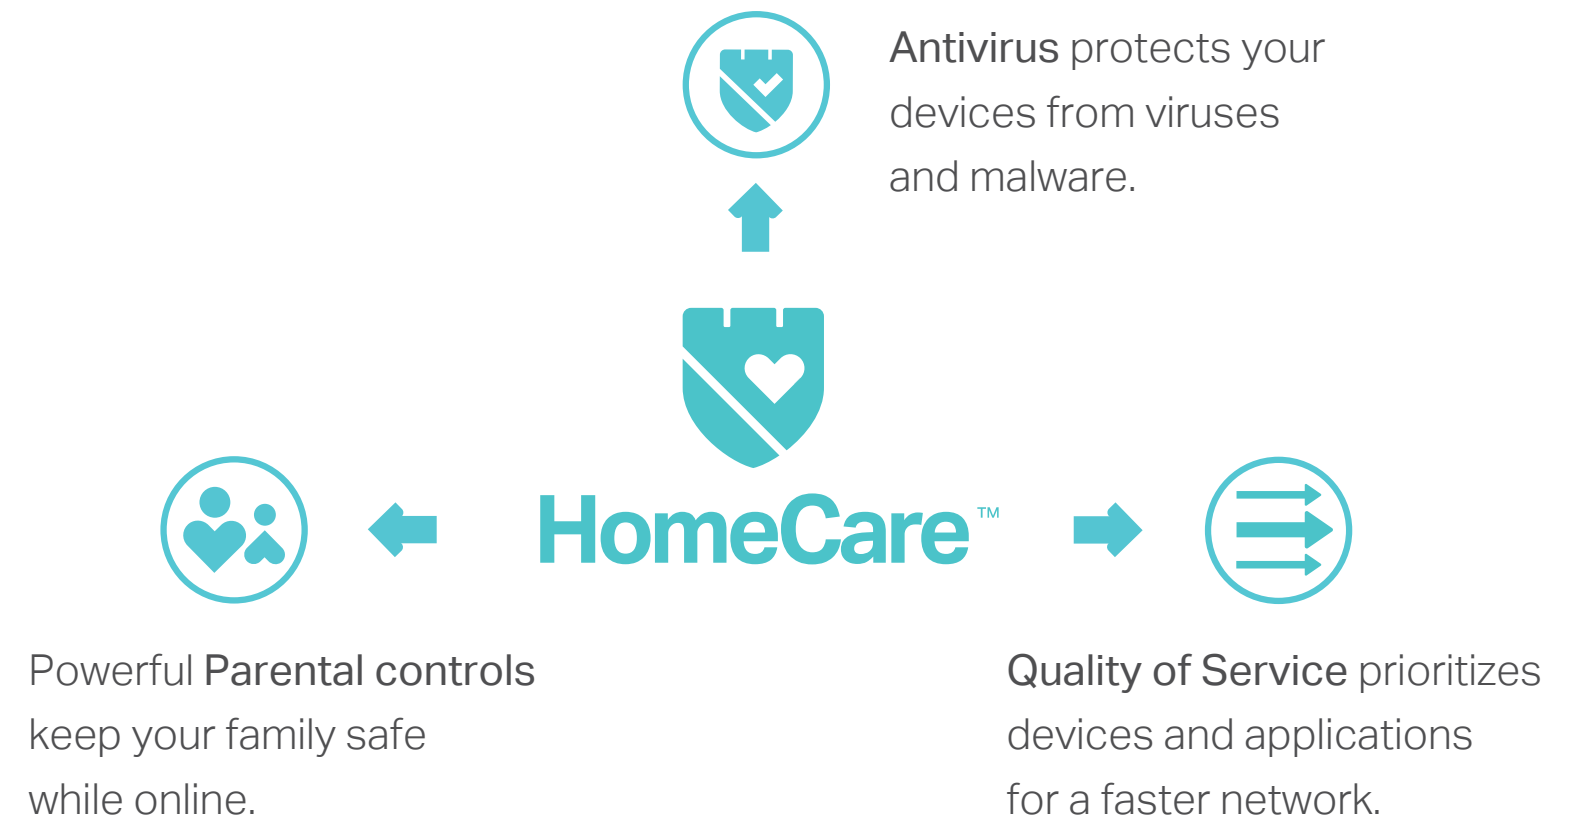 Antivirus protects your
devices from viruses
and malware.
HomeCare™
Powerful Parental controls
keep your family safe
while online.
Quality of Service prioritizes
devices and applications
for a faster network.